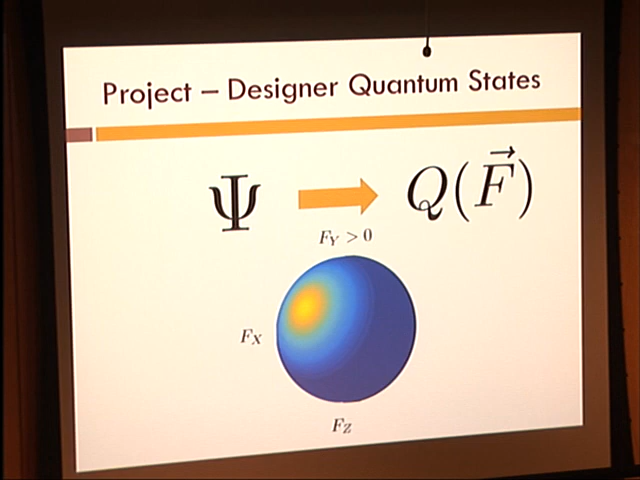 Project – Designer Quantum States
Ψ → Q(F⃗)
F_Y > 0
F_X
F_Z